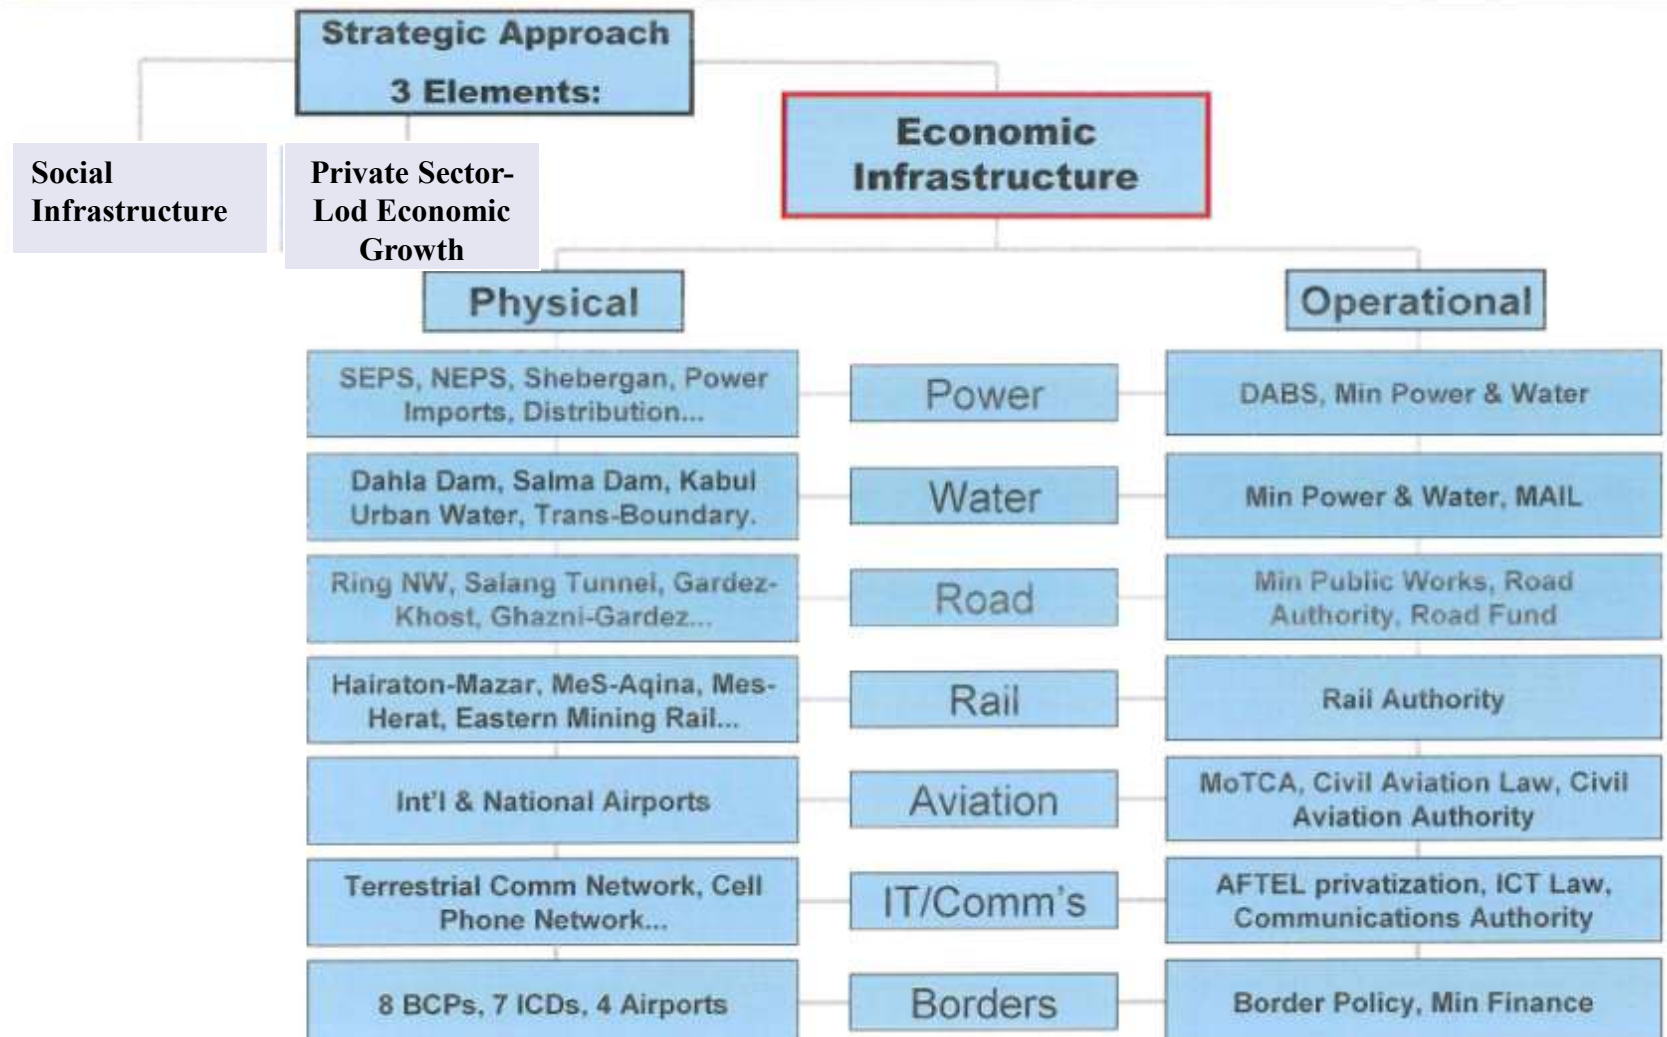 Strategic Approach
3 Elements:
Economic
Infrastructure
Social
Infrastructure
Private Sector-
Lod Economic
Growth
Physical
Operational
SEPS, NEPS, Shebergan, Power
Imports, Distribution...
Power
DABS, Min Power & Water
Dahla Dam, Salma Dam, Kabul
Urban Water, Trans-Boundary.
Water
Min Power & Water, MAIL
Ring NW, Salang Tunnel, Gardez-
Khost, Ghazni-Gardez...
Road
Min Public Works, Road
Authority, Road Fund
Hairaton-Mazar, MeS-Aqina, Mes-
Herat, Eastern Mining Rail...
Rail
Rail Authority
Int'l & National Airports
Aviation
MoTCA, Civil Aviation Law, Civil
Aviation Authority
Terrestrial Comm Network, Cell
Phone Network...
IT/Comm's
AFTEL privatization, ICT Law,
Communications Authority
8 BCPs, 7 ICDs, 4 Airports
Borders
Border Policy, Min Finance